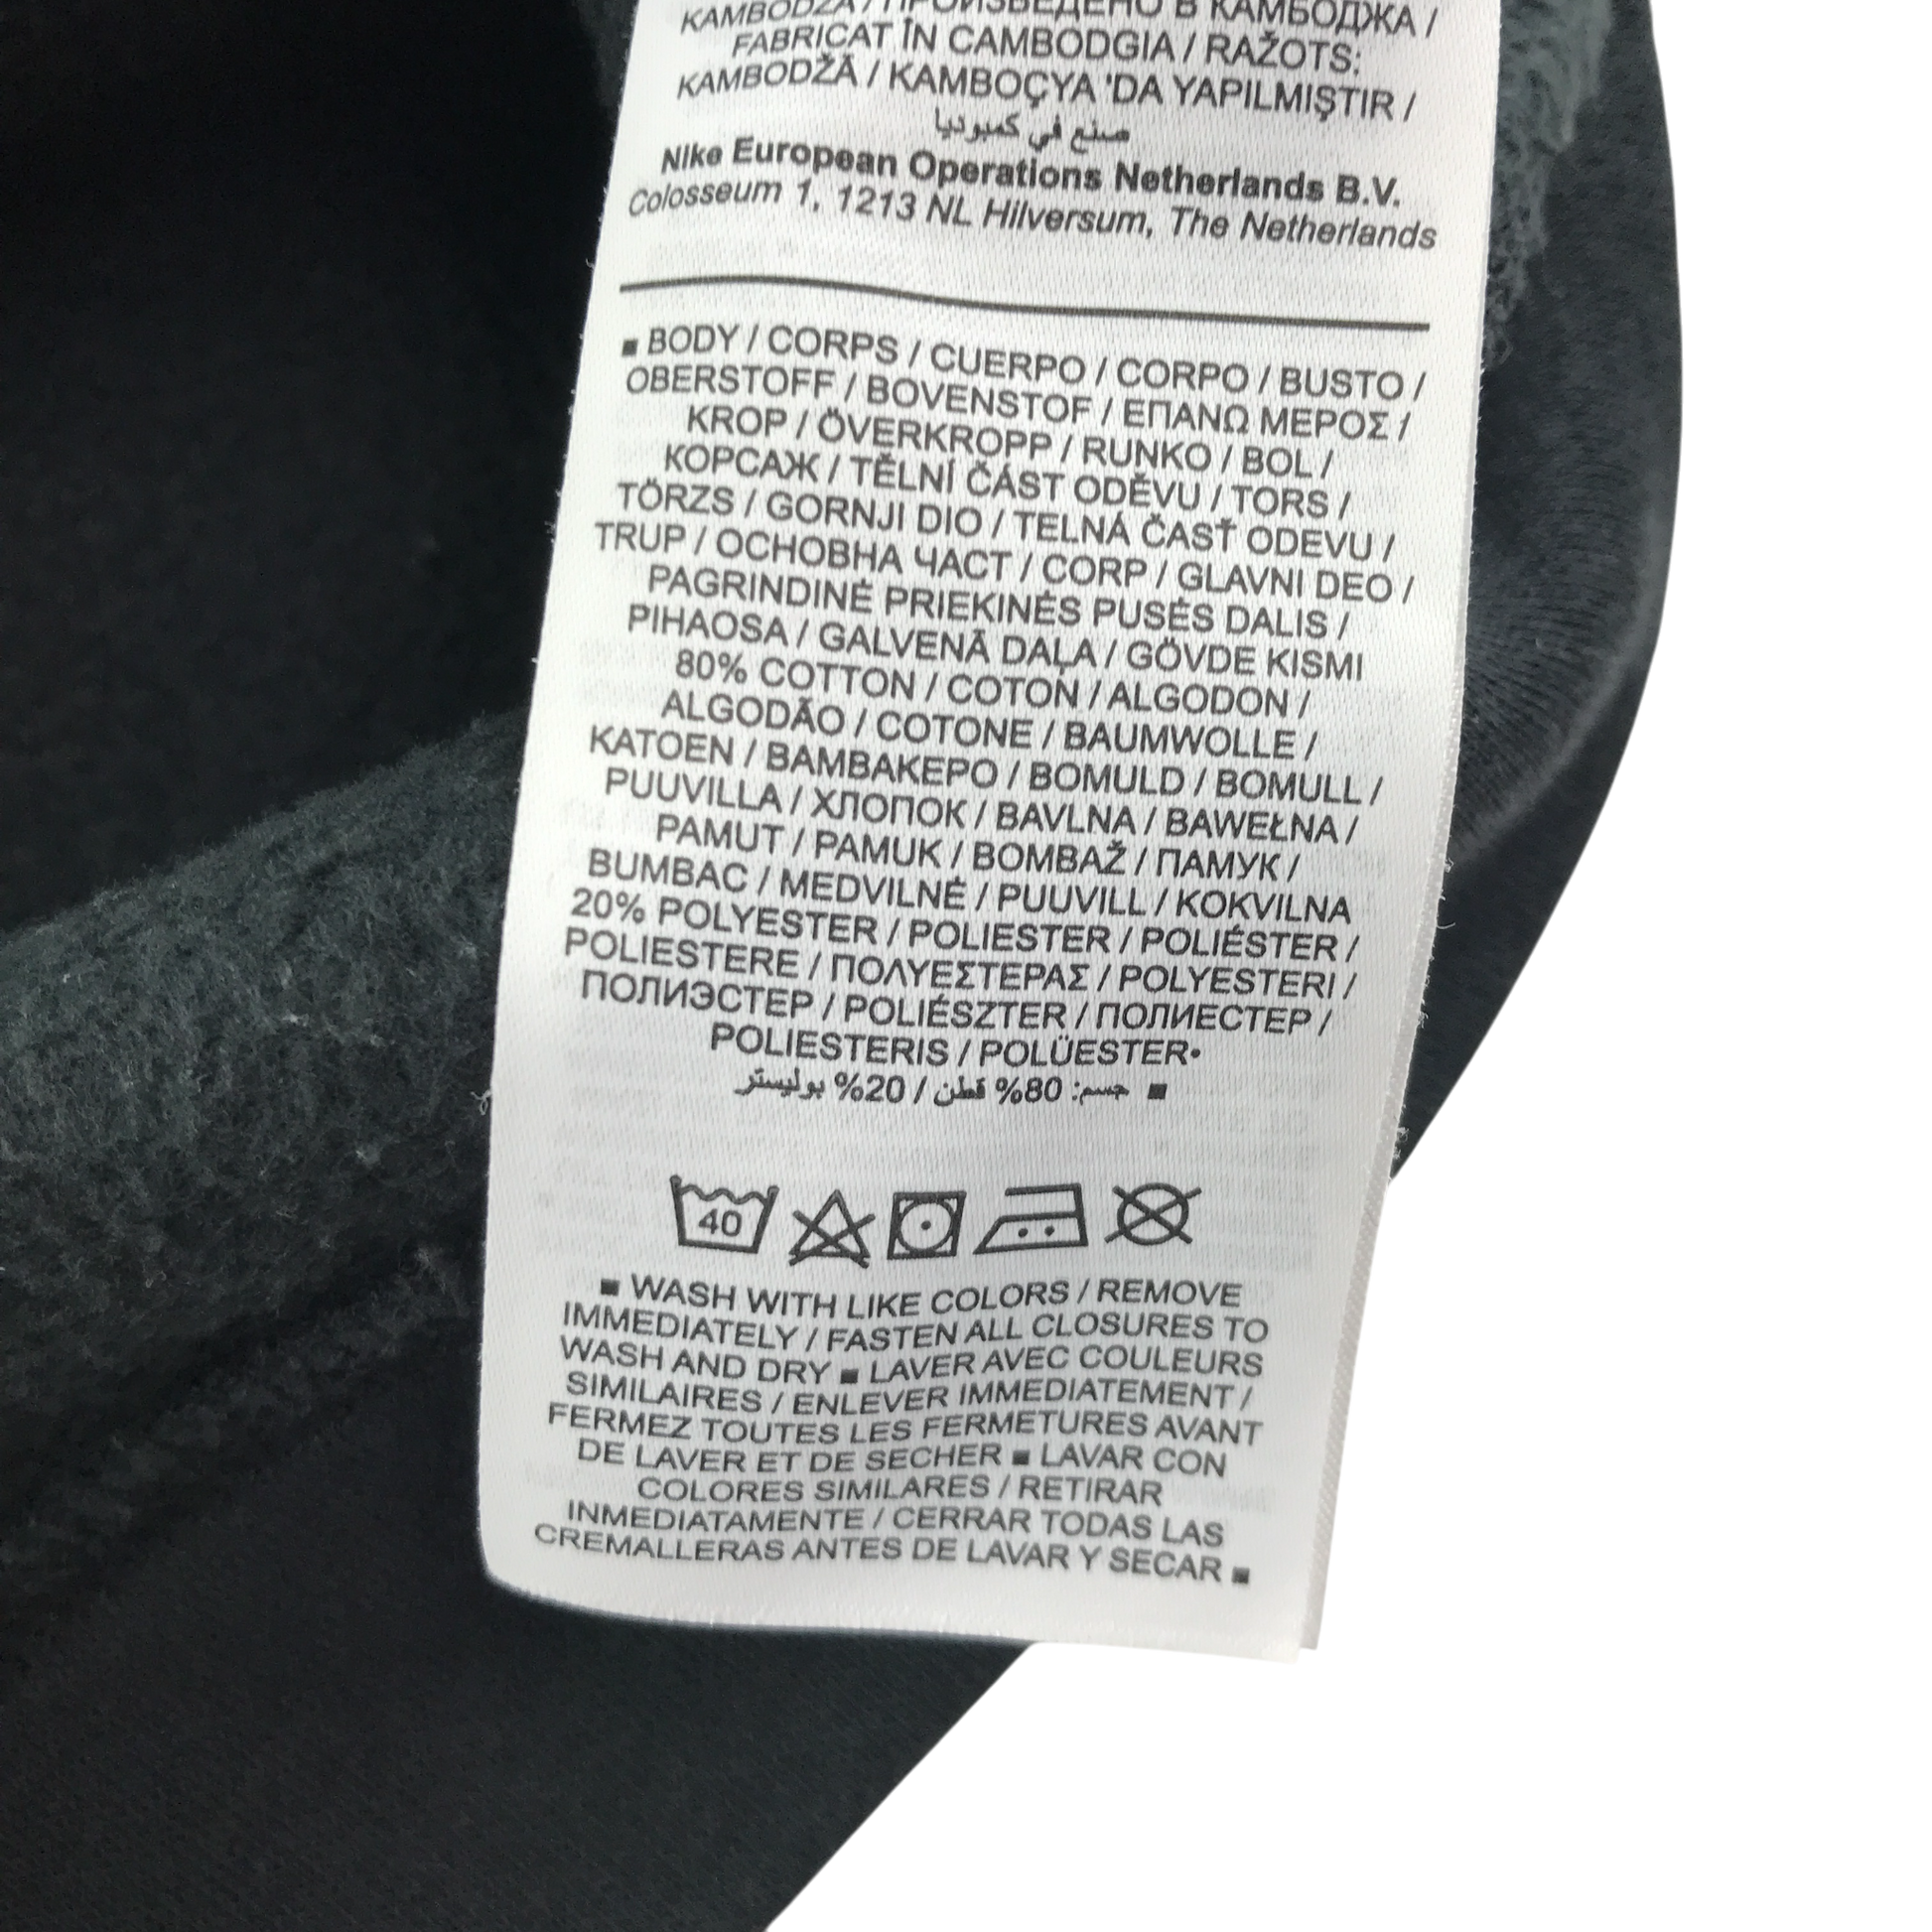 KAMBODŽA / ПРОИЗВЕДЕНО В КАМБОДЖА /
FABRICAT ÎN CAMBODGIA / RAŽOTS:
KAMBODŽĀ / KAMBOÇYA 'DA YAPILMIŞTIR /
صنع في كمبوديا
Nike European Operations Netherlands B.V.
Colosseum 1, 1213 NL Hilversum, The Netherlands
▪ BODY / CORPS / CUERPO / CORPO / BUSTO /
OBERSTOFF / BOVENSTOF / ΕΠΑΝΩ ΜΕΡΟΣ /
KROP / ÖVERKROPP / RUNKO / BOL /
КОРСАЖ / TĚLNÍ ČÁST ODĚVU / TORS /
TÖRZS / GORNJI DIO / TELNÁ ČASŤ ODEVU /
TRUP / ОСНОВНА ЧАСТ / CORP / GLAVNI DEO /
PAGRINDINĖ PRIEKINĖS PUSĖS DALIS /
PIHAOSA / GALVENĀ DAĻA / GÖVDE KISMI
80% COTTON / COTON / ALGODON /
ALGODÃO / COTONE / BAUMWOLLE /
KATOEN / ΒΑΜΒΑΚΕΡΟ / BOMULD / BOMULL /
PUUVILLA / ХЛОПОК / BAVLNA / BAWEŁNA /
PAMUT / PAMUK / BOMBAŽ / ПАМУК /
BUMBAC / MEDVILNĖ / PUUVILL / KOKVILNA
20% POLYESTER / POLIESTER / POLIÉSTER /
POLIESTERE / ΠΟΛΥΕΣΤΕΡΑΣ / POLYESTERI /
ПОЛИЭСТЕР / POLIÉSZTER / ПОЛИЕСТЕР /
POLIESTERIS / POLÜESTER•
▪ جسم: 80% قطن / 20% بوليستر
40
▪ WASH WITH LIKE COLORS / REMOVE
IMMEDIATELY / FASTEN ALL CLOSURES TO
WASH AND DRY ▪ LAVER AVEC COULEURS
SIMILAIRES / ENLEVER IMMEDIATEMENT /
FERMEZ TOUTES LES FERMETURES AVANT
DE LAVER ET DE SECHER ▪ LAVAR CON
COLORES SIMILARES / RETIRAR
INMEDIATAMENTE / CERRAR TODAS LAS
CREMALLERAS ANTES DE LAVAR Y SECAR ▪